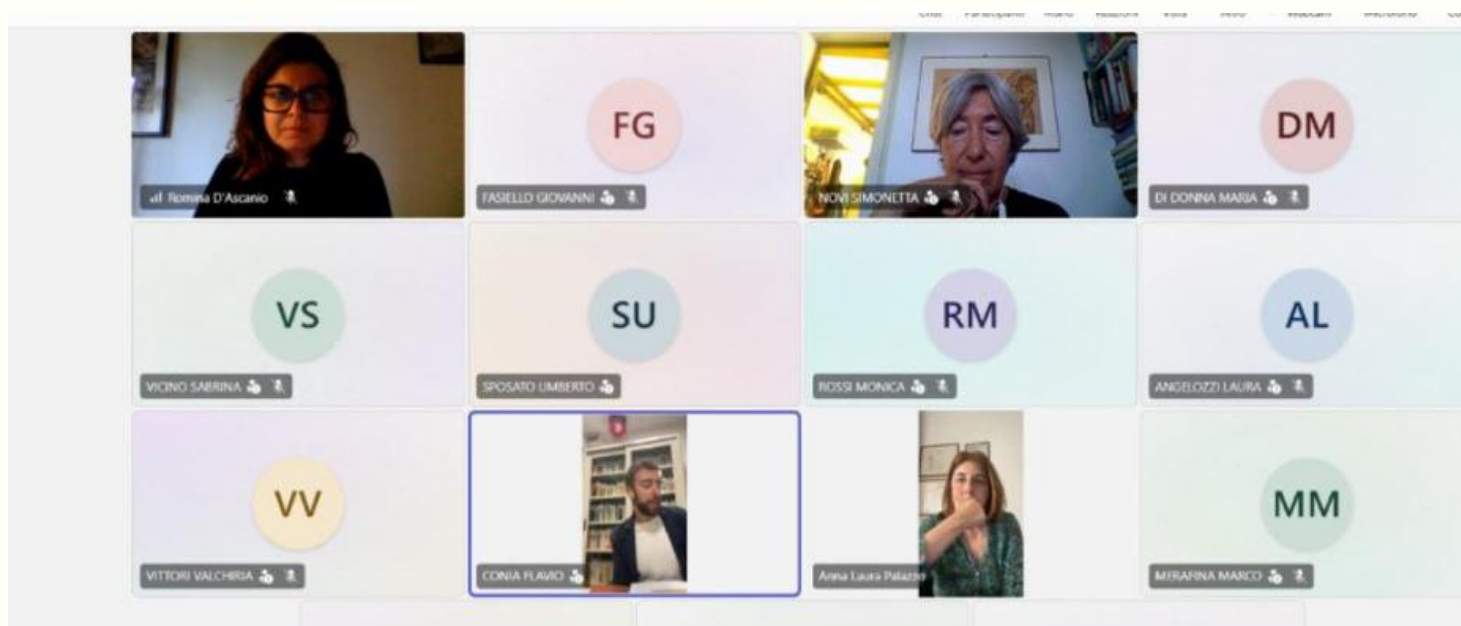 Romina D'Ascanio
FG
FASIELLO GIOVANNI
NOVI SIMONETTA
DM
DI DONNA MARIA
VS
VICINO SABRINA
SU
SPOSATO UMBERTO
RM
ROSSI MONICA
AL
ANGELOZZI LAURA
VV
VITTORI VALCHIRIA
CONIA FLAVIO
Anna Laura Palazzo
MM
MERAFINA MARCO